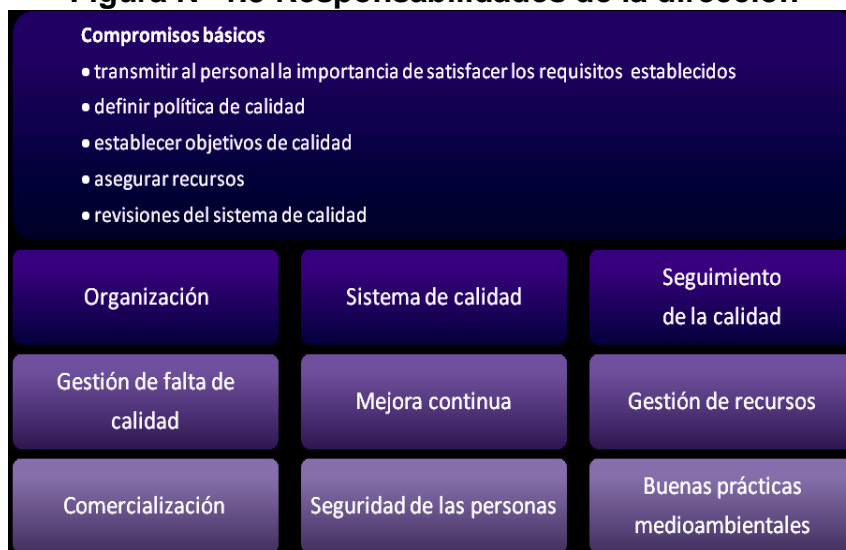 Compromisos básicos
• transmitir al personal la importancia de satisfacer los requisitos establecidos
• definir política de calidad
• establecer objetivos de calidad
• asegurar recursos
• revisiones del sistema de calidad
Organización
Sistema de calidad
Seguimiento
de la calidad
Gestión de falta de
calidad
Mejora continua
Gestión de recursos
Comercialización
Seguridad de las personas
Buenas prácticas
medioambientales